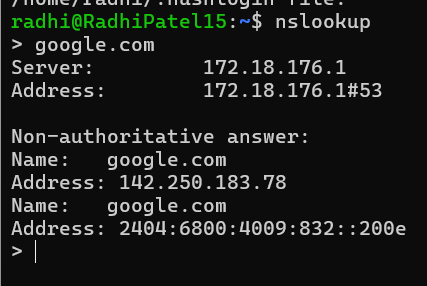 /home/radhi/.hushlogin file.
radhi@RadhiPatel15:~$ nslookup
> google.com
Server:         172.18.176.1
Address:        172.18.176.1#53

Non-authoritative answer:
Name:   google.com
Address: 142.250.183.78
Name:   google.com
Address: 2404:6800:4009:832::200e
>